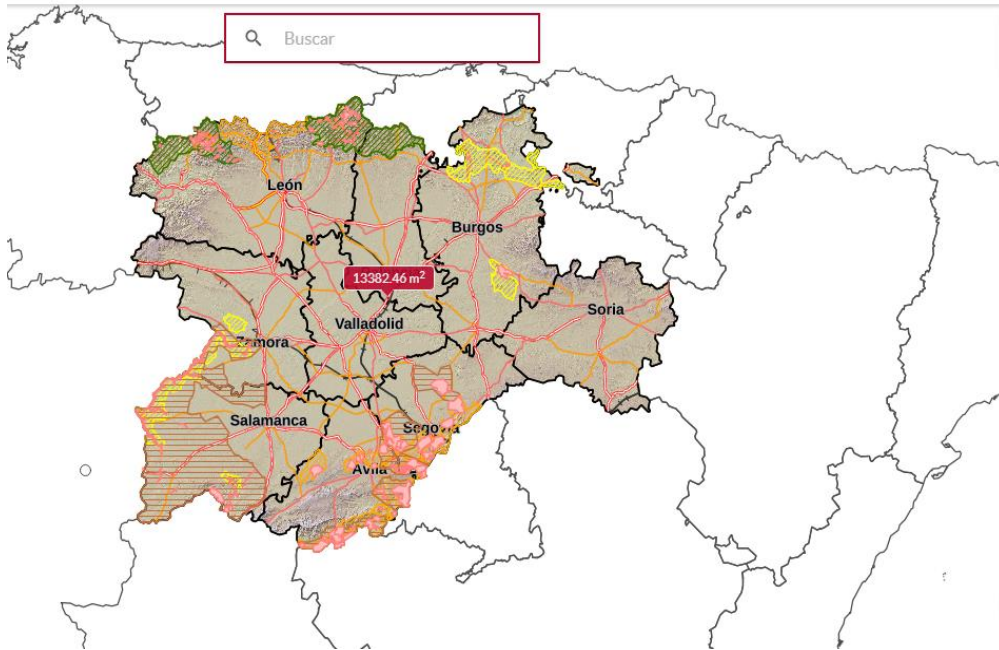 Buscar
León
Burgos
13382.46 m²
Soria
Valladolid
Zamora
Salamanca
Segovia
Ávila